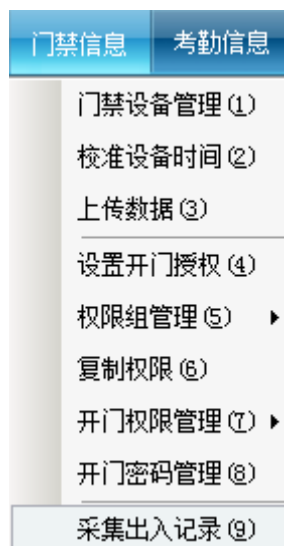 门禁信息 考勤信息
门禁设备管理(1)
校准设备时间(2)
上传数据(3)
设置开门授权(4)
权限组管理(5)
复制权限(6)
开门权限管理(7)
开门密码管理(8)
采集出入记录(9)